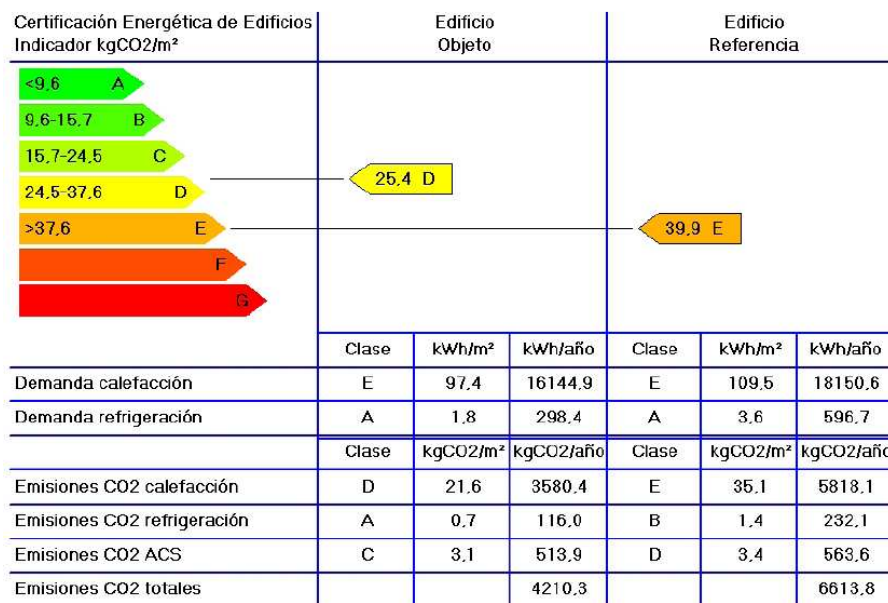 Certificación Energética de Edificios
Indicador kgCO2/m²
Edificio
Objeto
Edificio
Referencia
<9,6 A
9,6-15,7 B
15,7-24,5 C
24,5-37,6 D
>37,6 E
F
G
25,4 D
39,9 E
Clase kWh/m² kWh/año Clase kWh/m² kWh/año
Demanda calefacción E 97,4 16144,9 E 109,5 18150,6
Demanda refrigeración A 1,8 298,4 A 3,6 596,7
Clase kgCO2/m² kgCO2/año Clase kgCO2/m² kgCO2/año
Emisiones CO2 calefacción D 21,6 3580,4 E 35,1 5818,1
Emisiones CO2 refrigeración A 0,7 116,0 B 1,4 232,1
Emisiones CO2 ACS C 3,1 513,9 D 3,4 563,6
Emisiones CO2 totales 4210,3 6613,8